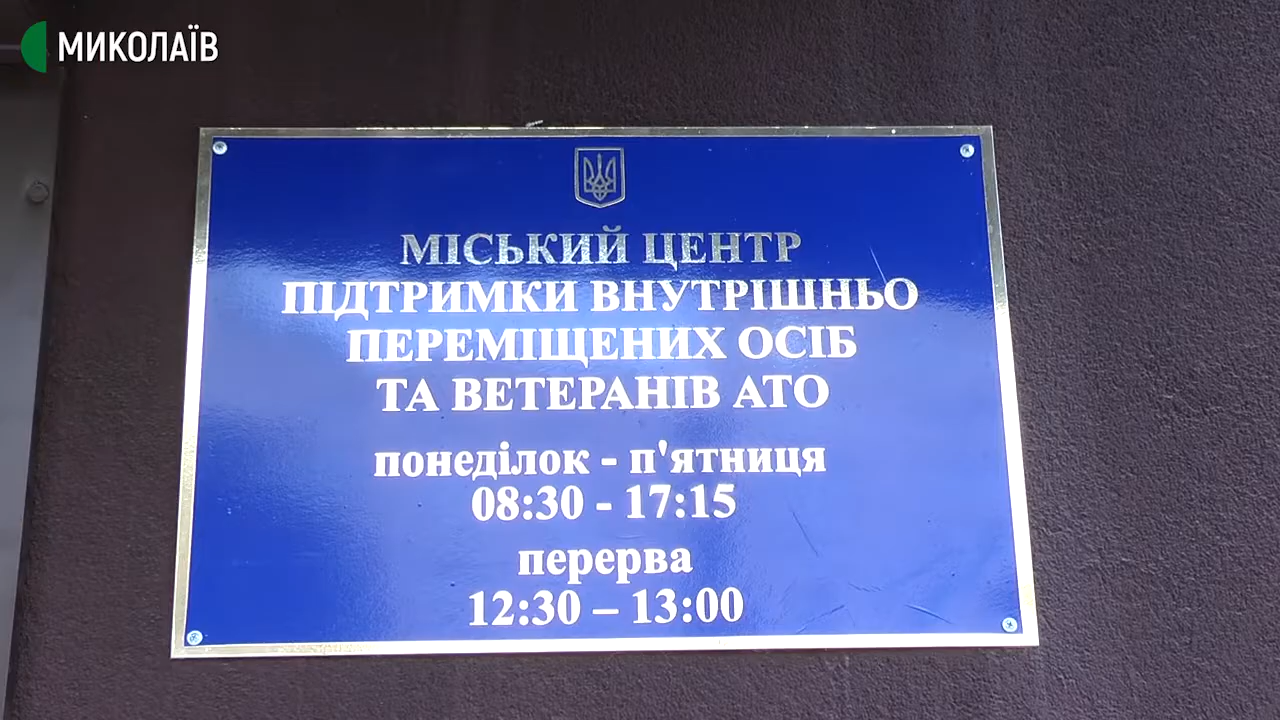 МИКОЛАЇВ
МІСЬКИЙ ЦЕНТР
ПІДТРИМКИ ВНУТРІШНЬО
ПЕРЕМІЩЕНИХ ОСІБ
ТА ВЕТЕРАНІВ АТО
понеділок - п'ятниця
08:30 - 17:15
перерва
12:30 – 13:00